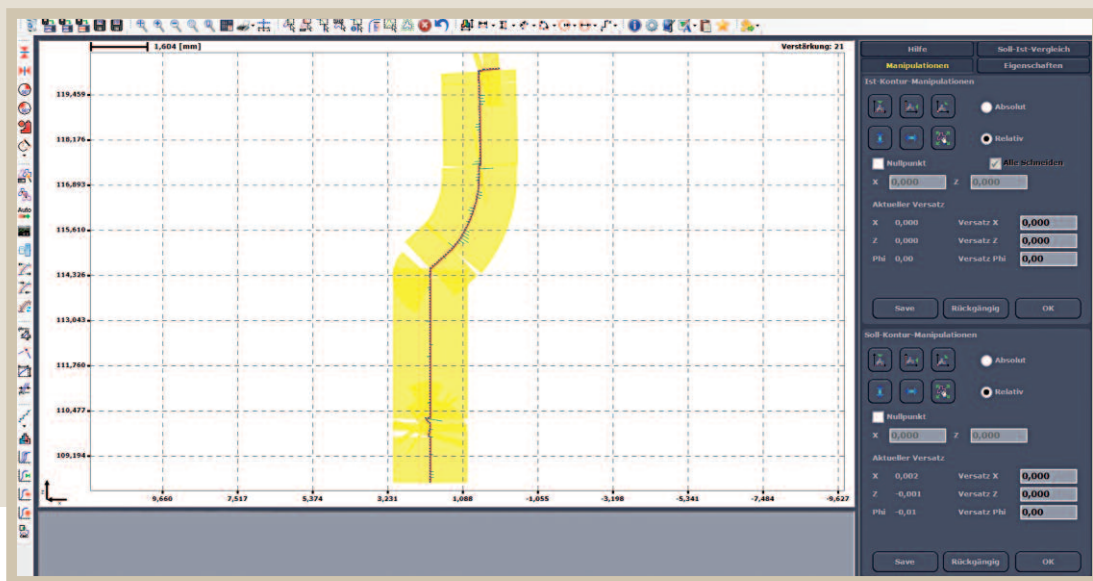 Auto
1,604 [mm]
Verstärkung: 21
119,459
118,176
116,893
115,610
114,326
113,043
111,760
110,477
109,194
9,660 7,517 5,374 3,231 1,088 -1,055 -3,198 -5,341 -7,484 -9,627
Hilfe Soll-Ist-Vergleich
Manipulationen Eigenschaften
Ist-Kontur-Manipulationen
Absolut
Relativ
Nullpunkt Alle Schneiden
X 0,000 Z 0,000
Aktueller Versatz
X 0,000 Versatz X 0,000
Z 0,000 Versatz Z 0,000
Phi 0,00 Versatz Phi 0,00
Save Rückgängig OK
Soll-Kontur-Manipulationen
Absolut
Relativ
Nullpunkt
X 0,000 Z 0,000
Aktueller Versatz
X 0,002 Versatz X 0,000
Z -0,001 Versatz Z 0,000
Phi -0,01 Versatz Phi 0,00
Save Rückgängig OK